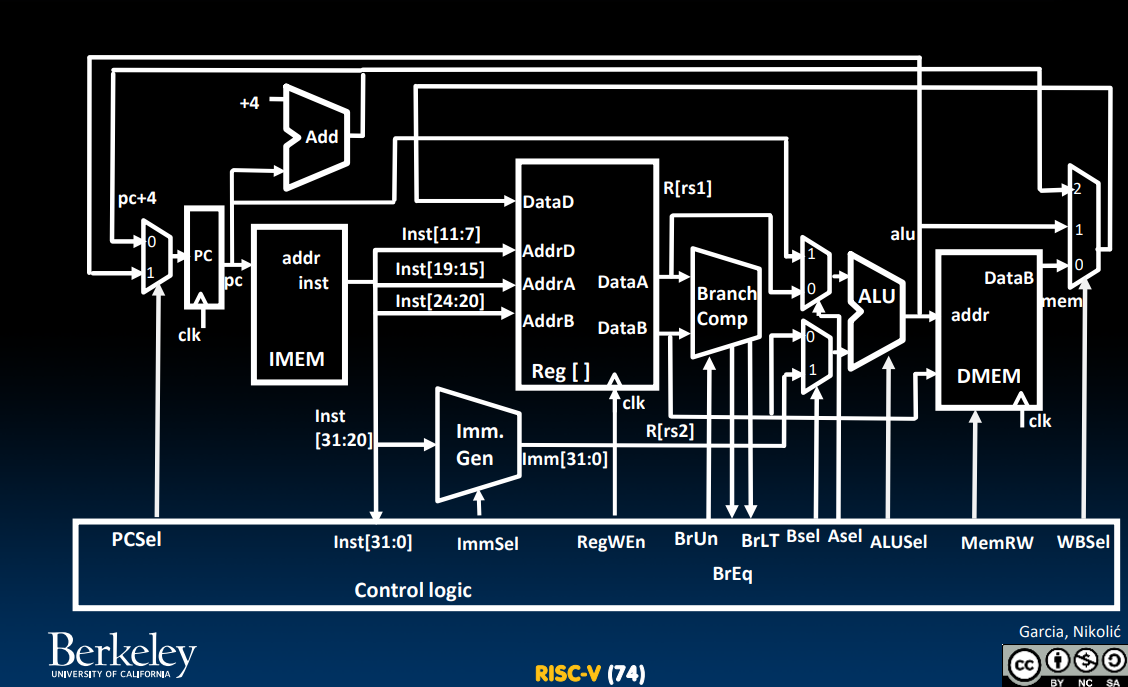 +4
Add
pc+4
0
1
PC
pc
clk
addr
inst
IMEM
Inst[11:7]
Inst[19:15]
Inst[24:20]
DataD
AddrD
AddrA
AddrB
DataA
DataB
Reg [ ]
clk
R[rs1]
Branch
Comp
R[rs2]
1
0
0
1
ALU
alu
addr
DataB
DMEM
clk
mem
2
1
0
Inst
[31:20]
Imm.
Gen
Imm[31:0]
PCSel
Inst[31:0]
ImmSel
RegWEn
BrUn
BrEq
BrLT
Bsel
Asel
ALUSel
MemRW
WBSel
Control logic
Berkeley
UNIVERSITY OF CALIFORNIA
RISC-V (74)
Garcia, Nikolić
cc
BY NC SA